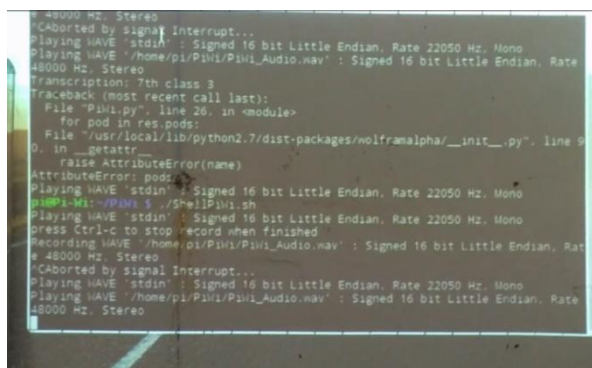 e 48000 Hz, Stereo
^CAborted by signal Interrupt...
Playing WAVE 'stdin' : Signed 16 bit Little Endian, Rate 22050 Hz, Mono
Playing WAVE '/home/pi/PiWi/PiWi_Audio.wav' : Signed 16 bit Little Endian, Rate
48000 Hz, Stereo
Transcription: 7th class 3
Traceback (most recent call last):
File "PiWi.py", line 26, in <module>
for pod in res.pods:
File "/usr/local/lib/python2.7/dist-packages/wolframalpha/__init__.py", line 9
0, in __getattr__
raise AttributeError(name)
AttributeError: pods
Playing WAVE 'stdin' : Signed 16 bit Little Endian, Rate 22050 Hz, Mono
pi@Pi-Wi:~/PiWi $ ./ShellPiWi.sh
Playing WAVE 'stdin' : Signed 16 bit Little Endian, Rate 22050 Hz, Mono
press Ctrl-c to stop record when finished
Recording WAVE '/home/pi/PiWi/PiWi_Audio.wav' : Signed 16 bit Little Endian, Rat
e 48000 Hz, Stereo
^CAborted by signal Interrupt...
Playing WAVE 'stdin' : Signed 16 bit Little Endian, Rate 22050 Hz, Mono
Playing WAVE '/home/pi/PiWi/PiWi_Audio.wav' : Signed 16 bit Little Endian, Rate
48000 Hz, Stereo